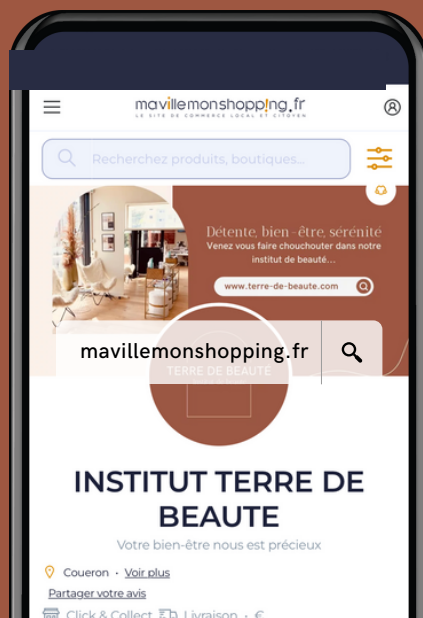 mavillemonshopping.fr
LE SITE DE COMMERCE LOCAL ET CITOYEN
Recherchez produits, boutiques...
Détente, bien-être, sérénité
Venez vous faire chouchouter dans notre
institut de beauté...
www.terre-de-beaute.com
mavillemonshopping.fr
TERRE DE BEAUTE
INSTITUT TERRE DE
BEAUTE
Votre bien-être nous est précieux
Coueron · Voir plus
Partager votre avis
Click & Collect Livraison · €